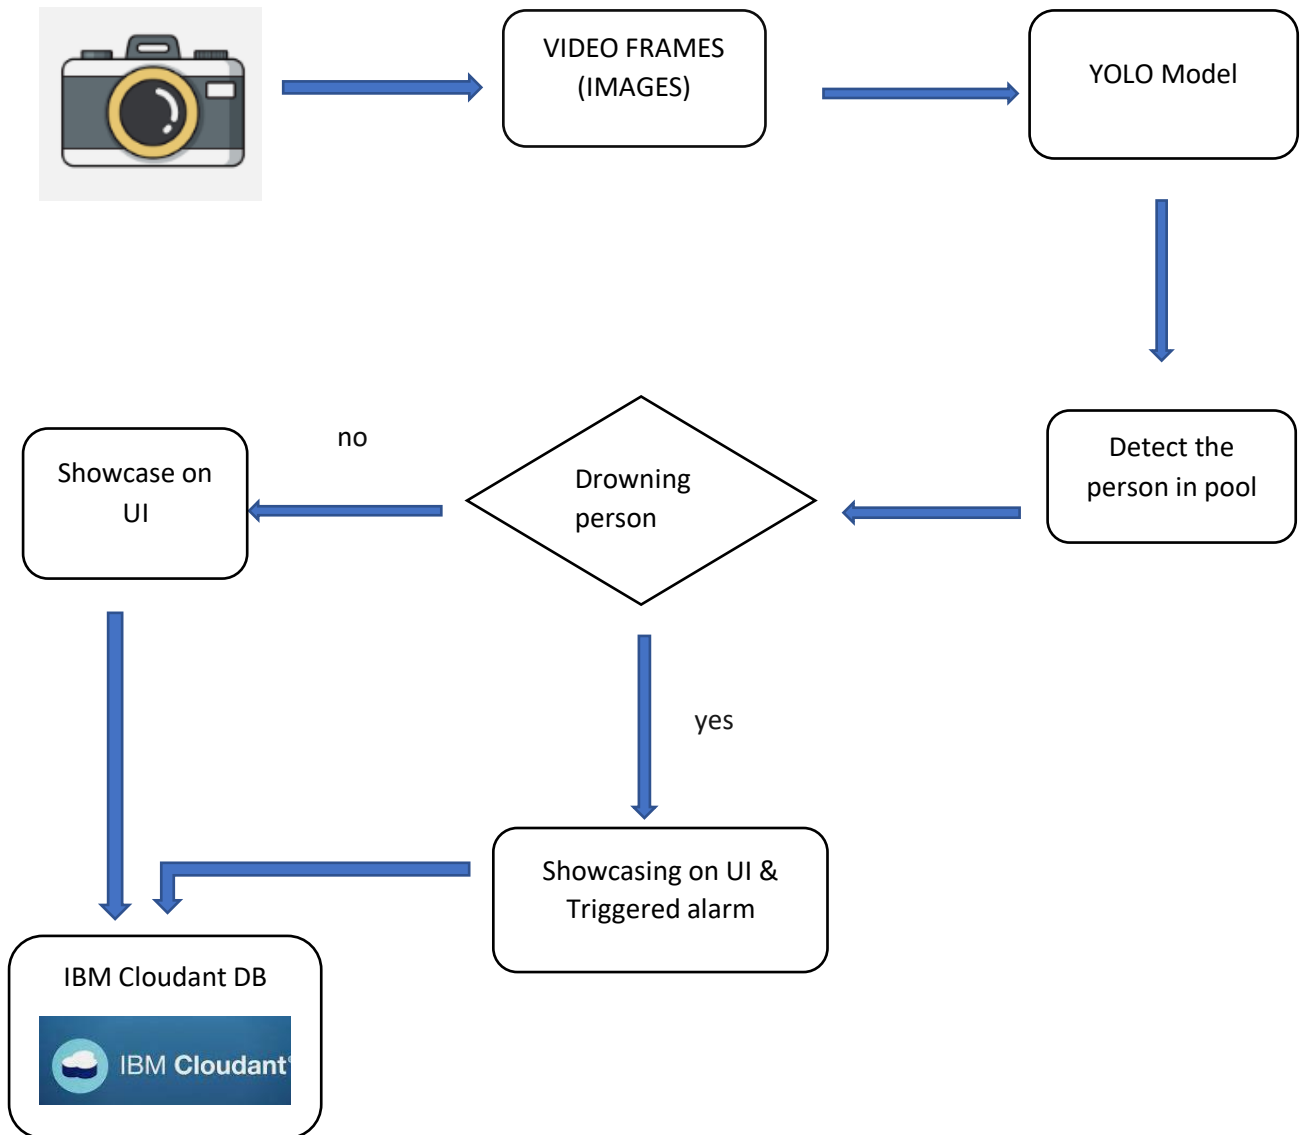 VIDEO FRAMES
(IMAGES)
YOLO Model
Detect the
person in pool
Drowning
person
no
Showcase on
UI
yes
Showcasing on UI &
Triggered alarm
IBM Cloudant DB
IBM Cloudant